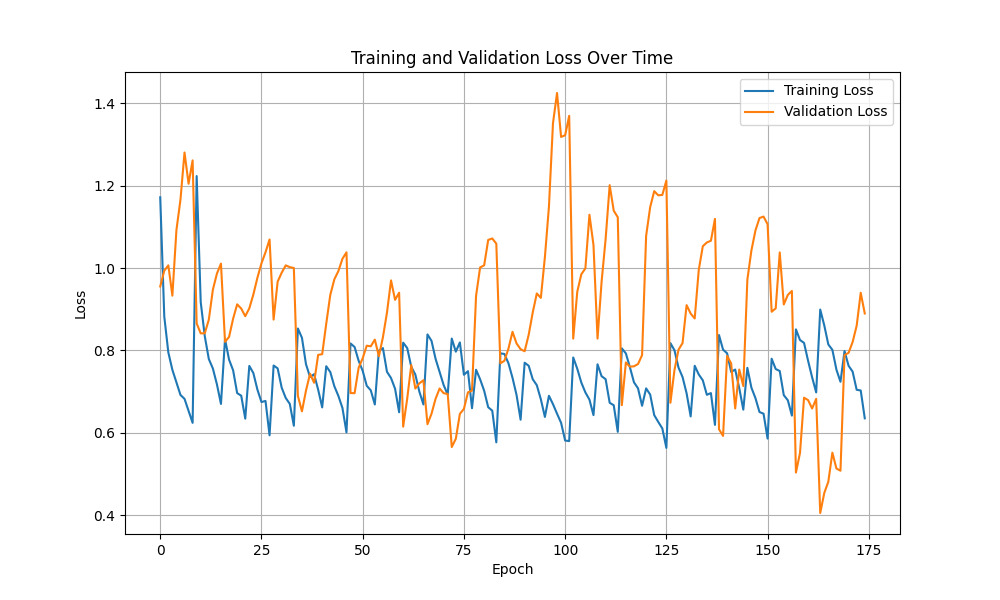 Training and Validation Loss Over Time
Training Loss
Validation Loss
Loss
1.4
1.2
1.0
0.8
0.6
0.4
0 25 50 75 100 125 150 175
Epoch